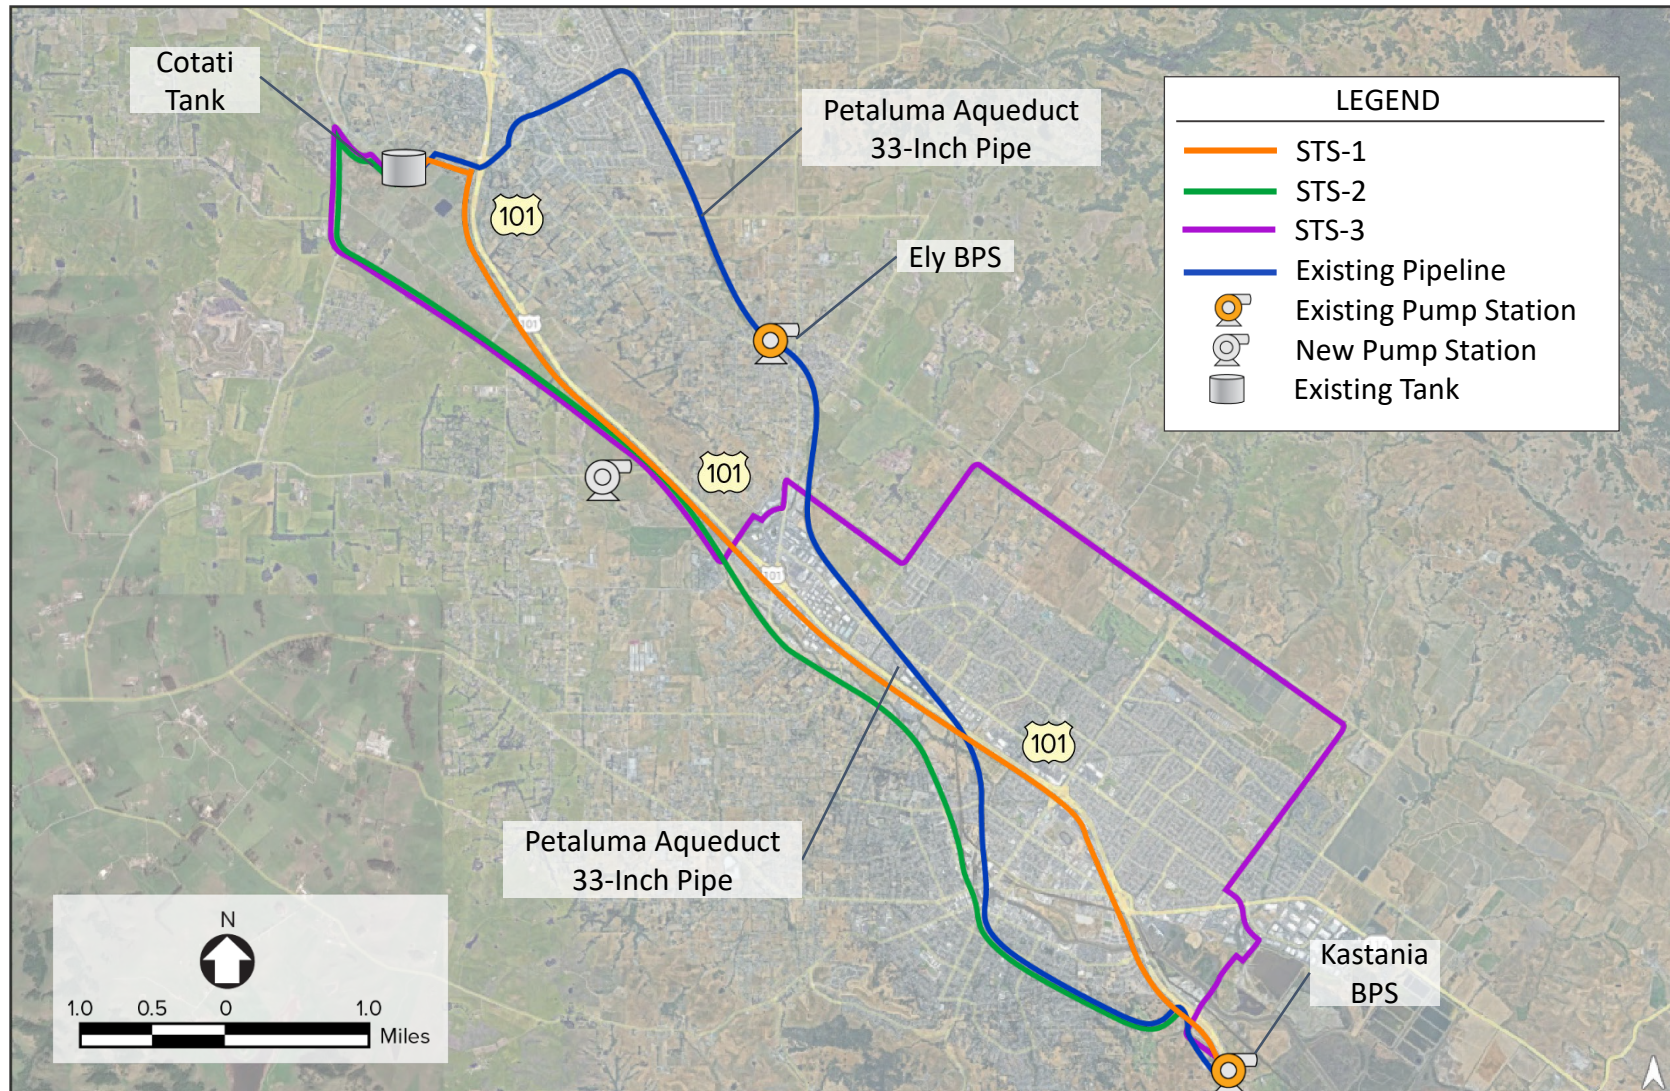 Cotati
Tank
Petaluma Aqueduct
33-Inch Pipe
LEGEND
STS-1
STS-2
STS-3
Existing Pipeline
Existing Pump Station
New Pump Station
Existing Tank
101
Ely BPS
101
101
101
101
Petaluma Aqueduct
33-Inch Pipe
Kastania
BPS
N
1.0 0.5 0 1.0
Miles